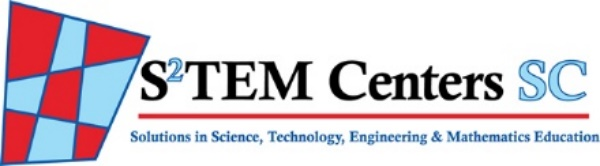 S²TEM Centers SC
Solutions in Science, Technology, Engineering & Mathematics Education